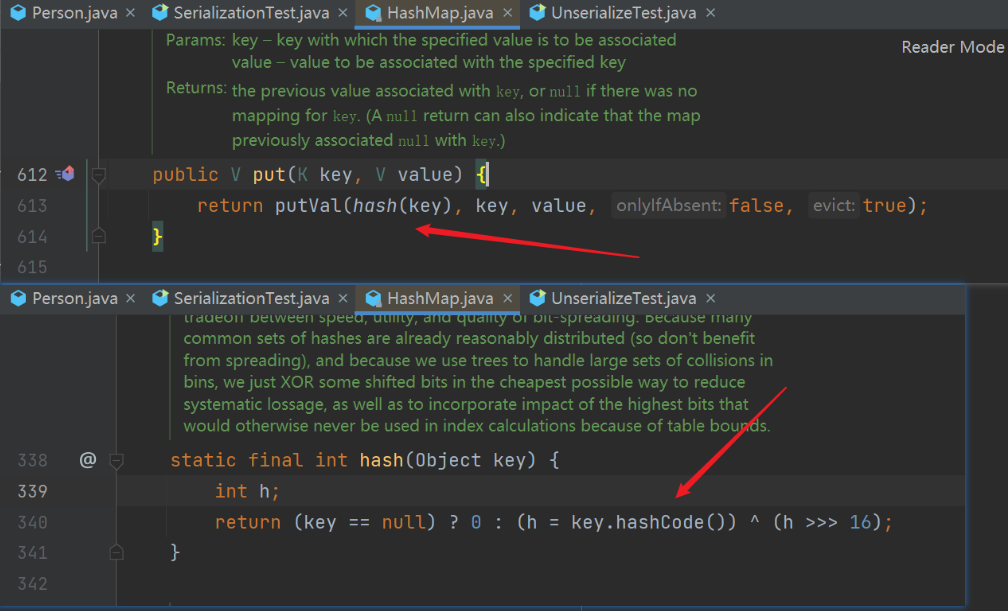 Person.java × SerializationTest.java × HashMap.java × UnserializeTest.java ×
Reader Mode
Params: key – key with which the specified value is to be associated
value – value to be associated with the specified key
Returns: the previous value associated with key, or null if there was no
mapping for key. (A null return can also indicate that the map
previously associated null with key.)
612 public V put(K key, V value) {
613 return putVal(hash(key), key, value, onlyIfAbsent: false, evict: true);
614 }
615
Person.java × SerializationTest.java × HashMap.java × UnserializeTest.java ×
tradeoff between speed, utility, and quality of bit-spreading. Because many
common sets of hashes are already reasonably distributed (so don't benefit
from spreading), and because we use trees to handle large sets of collisions in
bins, we just XOR some shifted bits in the cheapest possible way to reduce
systematic lossage, as well as to incorporate impact of the highest bits that
would otherwise never be used in index calculations because of table bounds.
338 @ static final int hash(Object key) {
339 int h;
340 return (key == null) ? 0 : (h = key.hashCode()) ^ (h >>> 16);
341 }
342